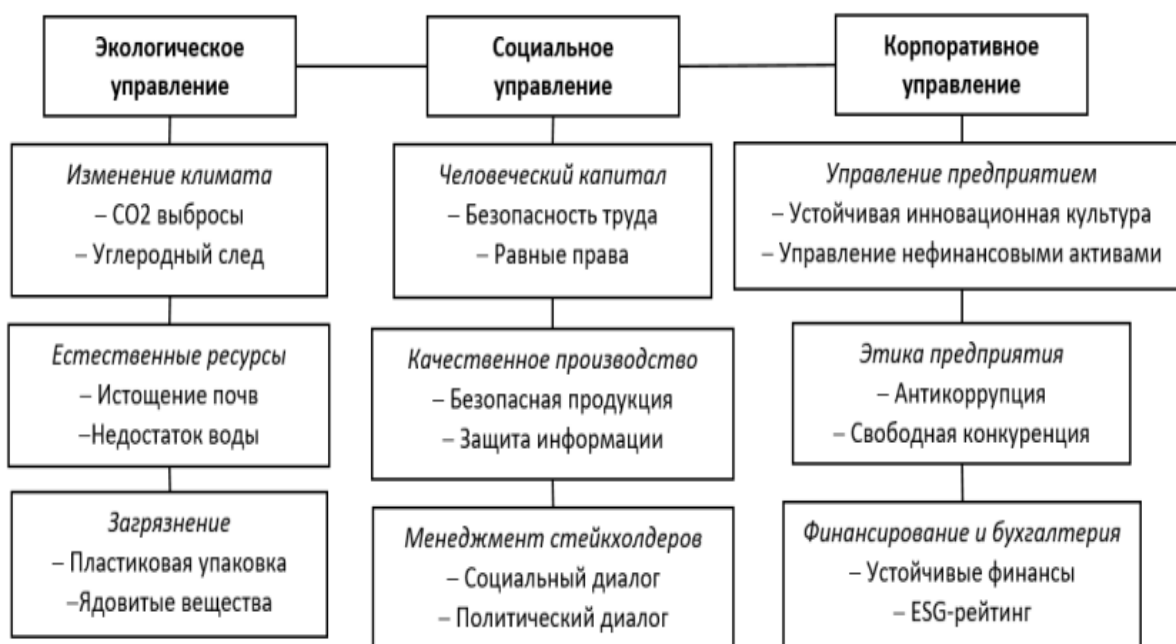 Экологическое
управление
Изменение климата
– CO2 выбросы
– Углеродный след
Естественные ресурсы
– Истощение почв
–Недостаток воды
Загрязнение
– Пластиковая упаковка
–Ядовитые вещества
Социальное
управление
Человеческий капитал
– Безопасность труда
– Равные права
Качественное производство
– Безопасная продукция
– Защита информации
Менеджмент стейкхолдеров
– Социальный диалог
– Политический диалог
Корпоративное
управление
Управление предприятием
– Устойчивая инновационная культура
– Управление нефинансовыми активами
Этика предприятия
– Антикоррупция
– Свободная конкуренция
Финансирование и бухгалтерия
– Устойчивые финансы
– ESG-рейтинг